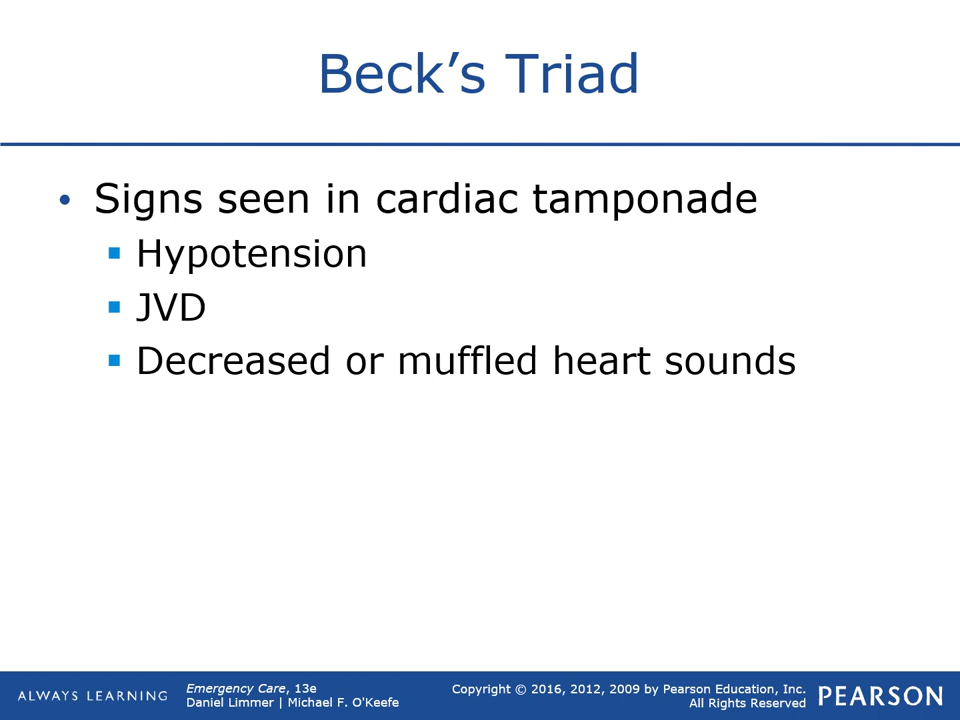 Beck’s Triad
• Signs seen in cardiac tamponade
▪ Hypotension
▪ JVD
▪ Decreased or muffled heart sounds
ALWAYS LEARNING
Emergency Care, 13e
Daniel Limmer | Michael F. O'Keefe
Copyright © 2016, 2012, 2009 by Pearson Education, Inc.
All Rights Reserved
PEARSON